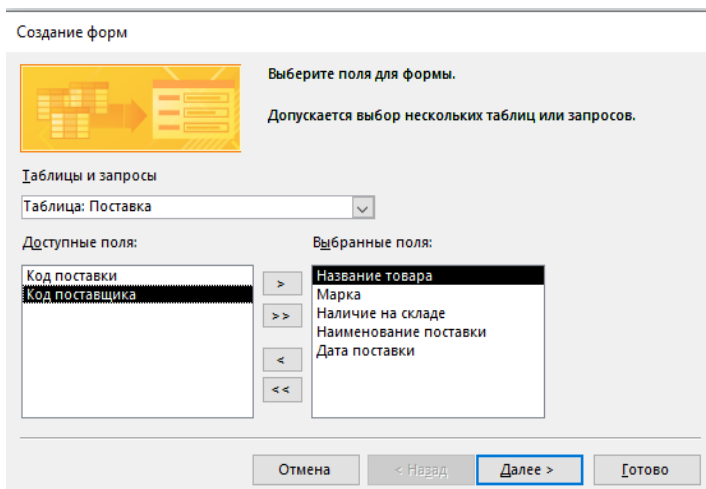 Создание форм
Выберите поля для формы.
Допускается выбор нескольких таблиц или запросов.
Таблицы и запросы
Таблица: Поставка
Доступные поля:
Выбранные поля:
Код поставки
Код поставщика
>
>>
<
<<
Название товара
Марка
Наличие на складе
Наименование поставки
Дата поставки
Отмена
< Назад
Далее >
Готово